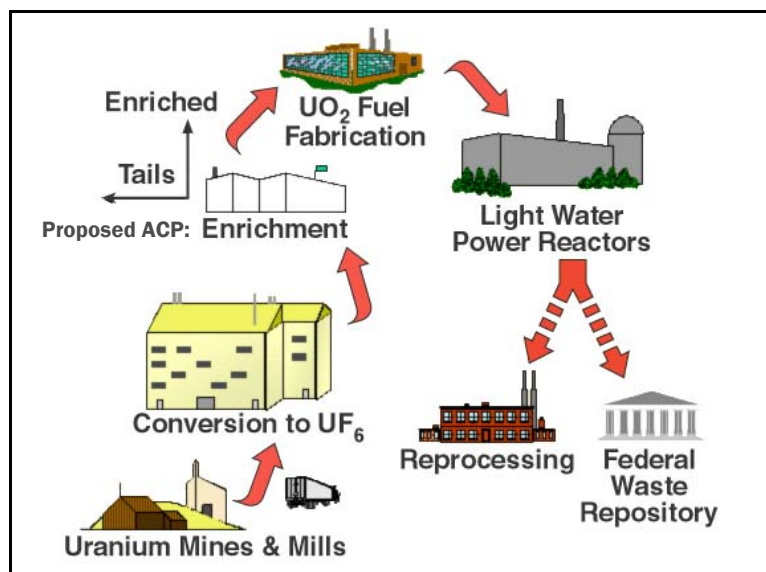 Enriched
Tails
Proposed ACP: Enrichment
UO₂ Fuel
Fabrication
Light Water
Power Reactors
Conversion to UF₆
Uranium Mines & Mills
Reprocessing
Federal
Waste
Repository